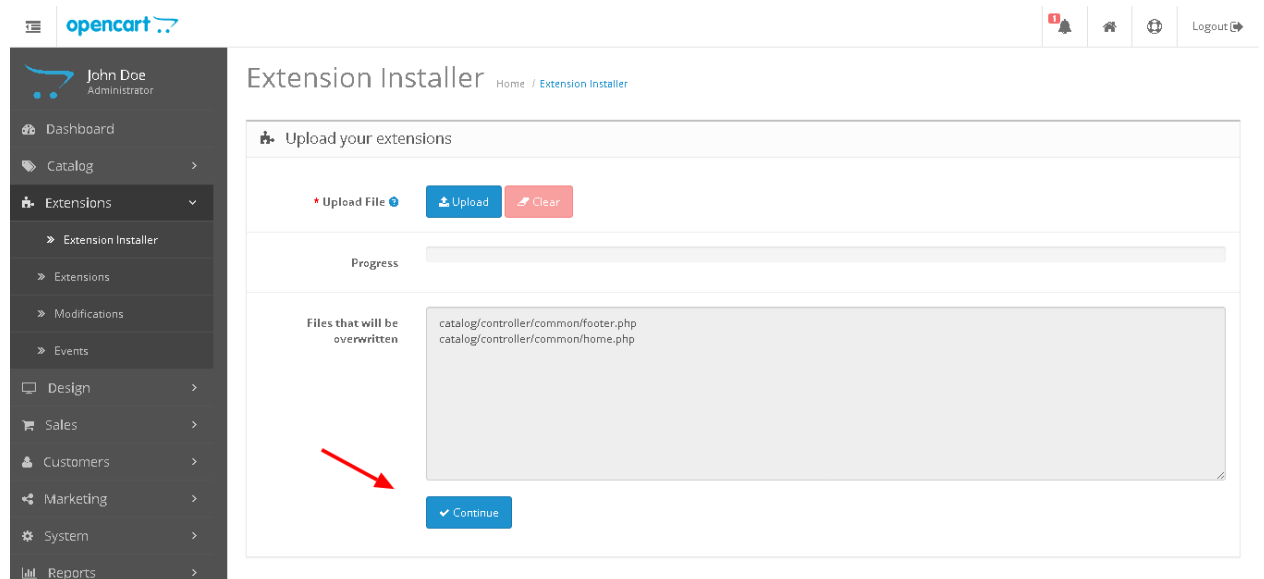 opencart
1
Logout
John Doe
Administrator
Dashboard
Catalog
Extensions
Extension Installer
Extensions
Modifications
Events
Design
Sales
Customers
Marketing
System
Reports
Extension Installer Home / Extension Installer
Upload your extensions
* Upload File Upload Clear
Progress
Files that will be
overwritten
catalog/controller/common/footer.php
catalog/controller/common/home.php
Continue